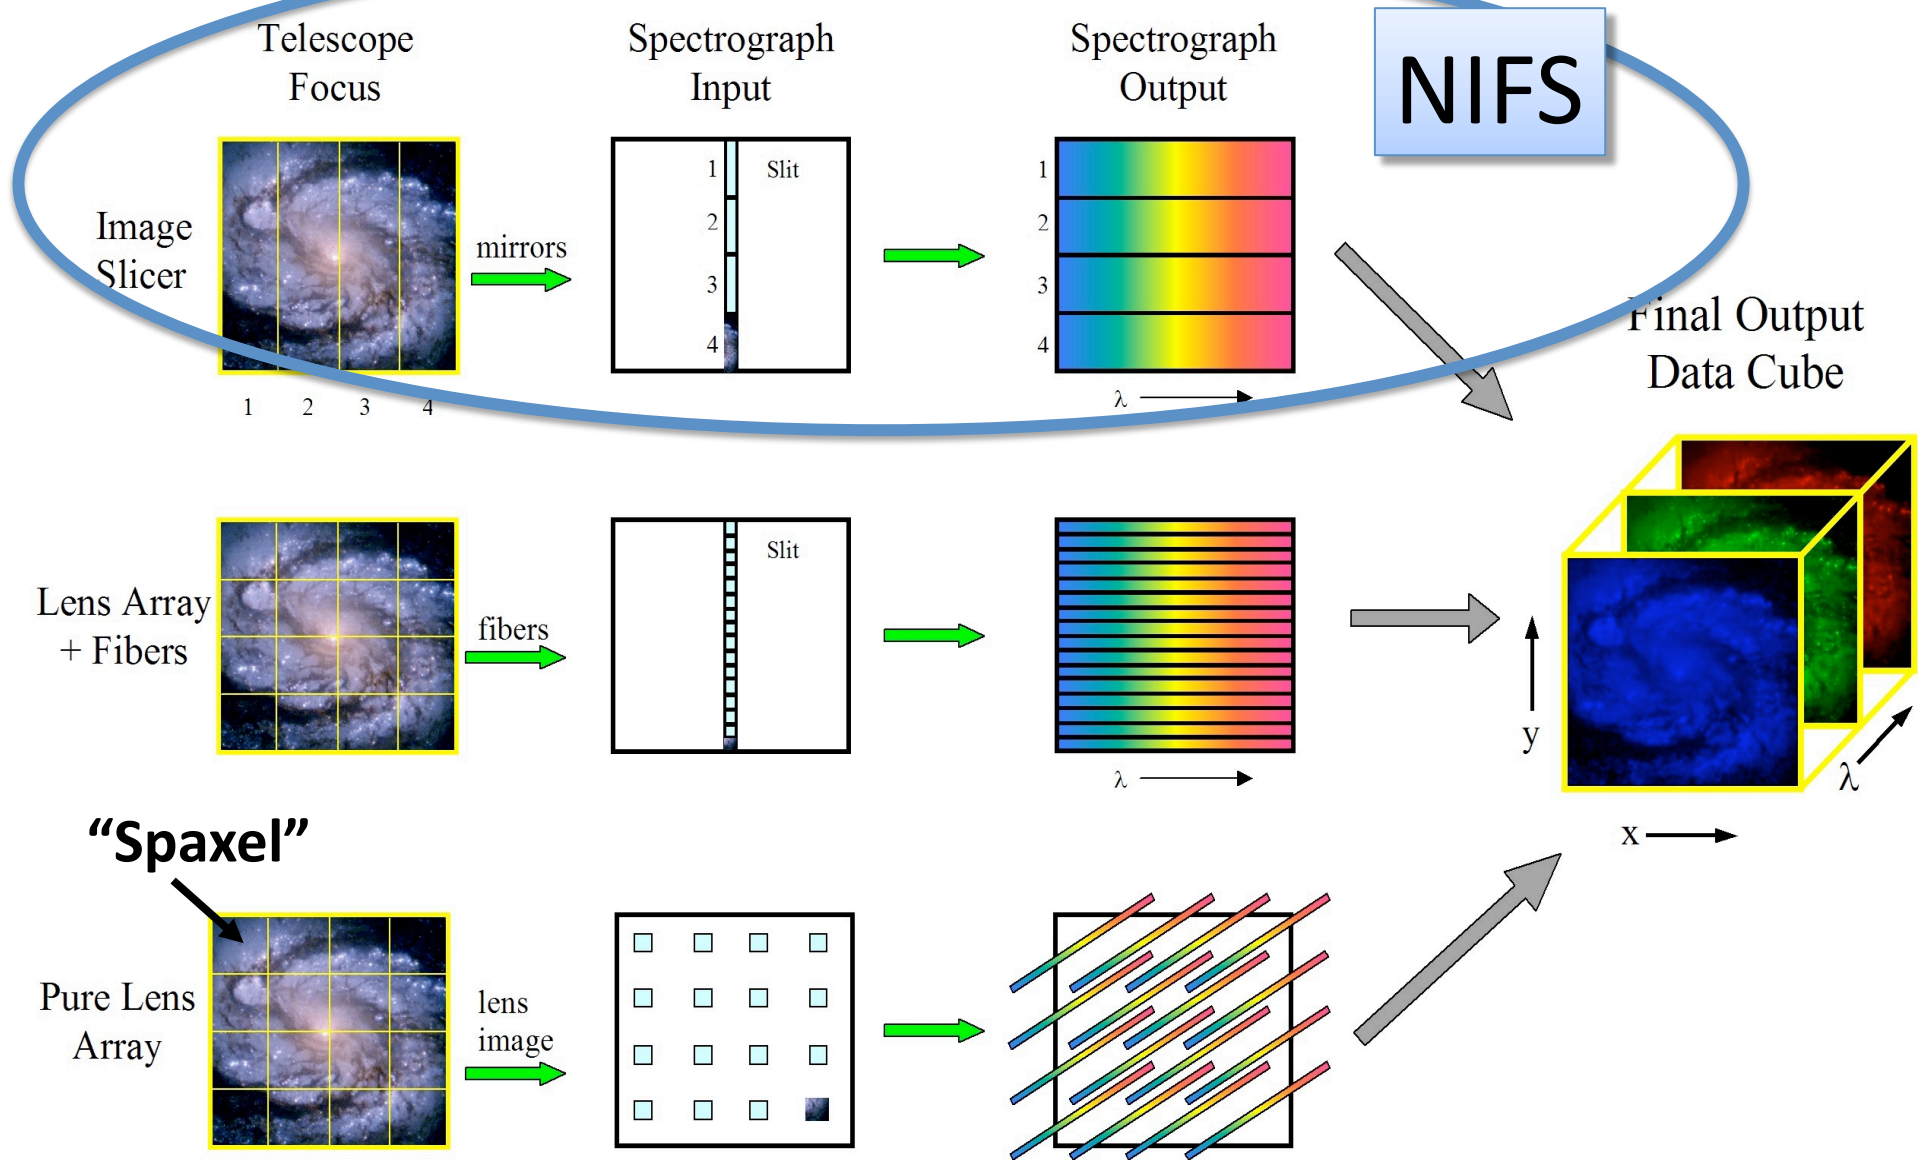 Telescope
Focus
Spectrograph
Input
Spectrograph
Output
NIFS
Image
Slicer
mirrors
1
2
3
4
Slit
1
2
3
4
1 2 3 4
λ
Final Output
Data Cube
Lens Array
+ Fibers
fibers
Slit
λ
y
x
λ
“Spaxel”
Pure Lens
Array
lens
image